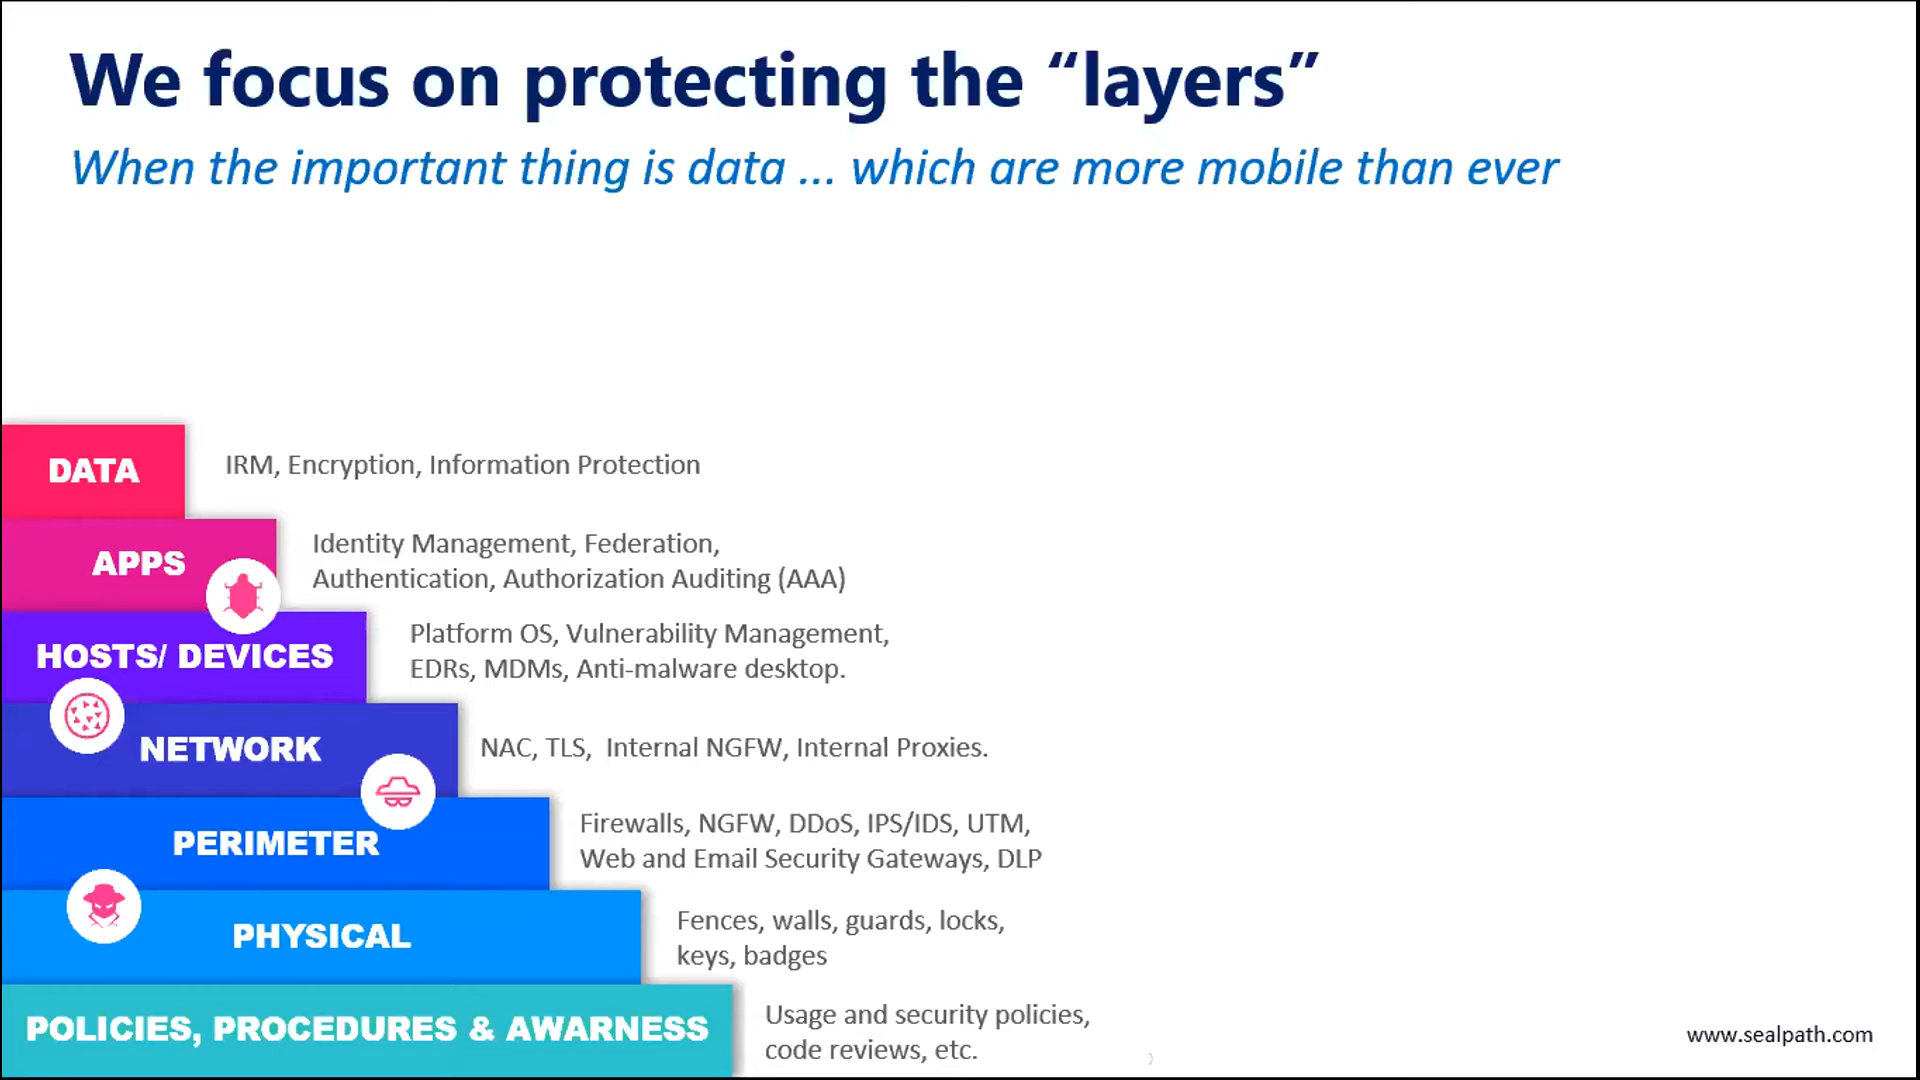 We focus on protecting the “layers”
When the important thing is data ... which are more mobile than ever
DATA
IRM, Encryption, Information Protection
APPS
Identity Management, Federation,
Authentication, Authorization Auditing (AAA)
HOSTS/ DEVICES
Platform OS, Vulnerability Management,
EDRs, MDMs, Anti-malware desktop.
NETWORK
NAC, TLS,  Internal NGFW, Internal Proxies.
PERIMETER
Firewalls, NGFW, DDoS, IPS/IDS, UTM,
Web and Email Security Gateways, DLP
PHYSICAL
Fences, walls, guards, locks,
keys, badges
POLICIES, PROCEDURES & AWARNESS
Usage and security policies,
code reviews, etc.
www.sealpath.com